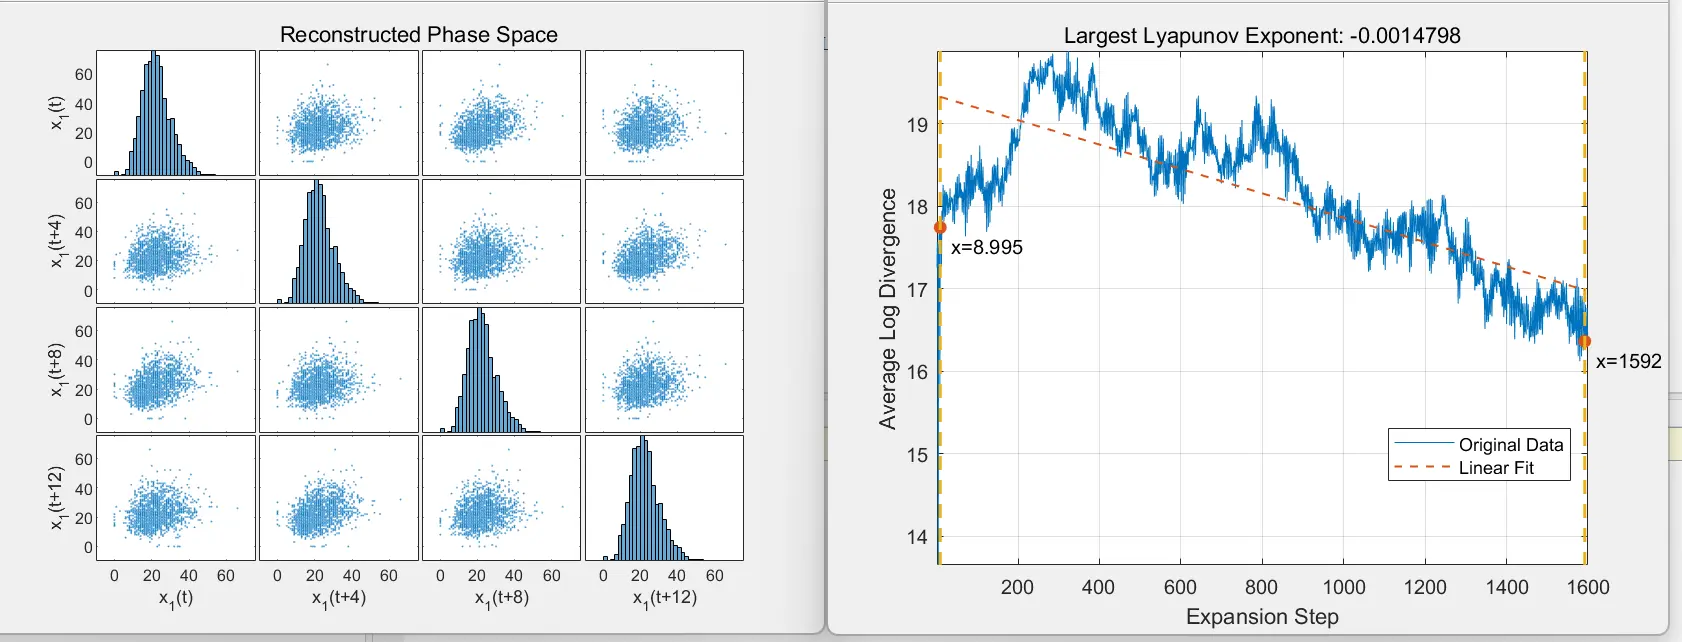 Reconstructed Phase Space
x1(t)
60
40
20
0
x1(t+4)
60
40
20
0
x1(t+8)
60
40
20
0
x1(t+12)
60
40
20
0
0 20 40 60 0 20 40 60 0 20 40 60 0 20 40 60
x1(t) x1(t+4) x1(t+8) x1(t+12)
Largest Lyapunov Exponent: -0.0014798
Average Log Divergence
19
18
17
16
15
14
x=8.995
x=1592
Original Data
Linear Fit
200 400 600 800 1000 1200 1400 1600
Expansion Step